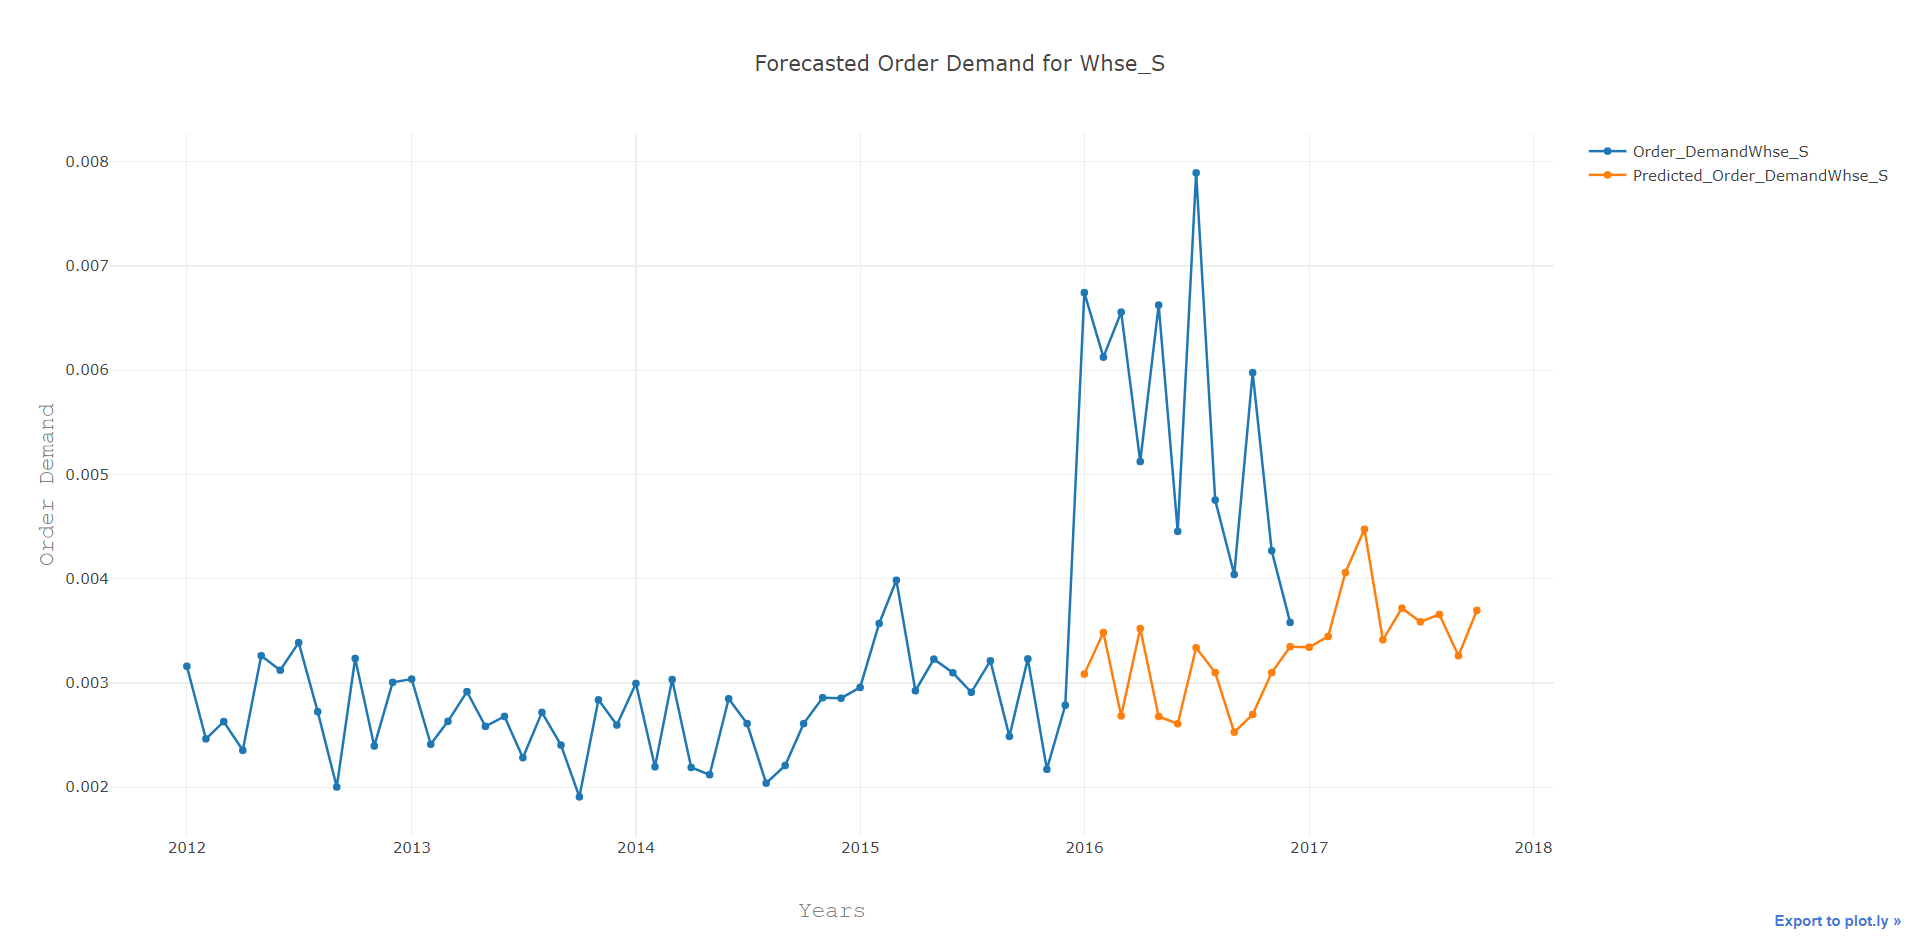 Forecasted Order Demand for Whse_S
Order_DemandWhse_S
Predicted_Order_DemandWhse_S
0.008
0.007
0.006
0.005
0.004
0.003
0.002
Order Demand
2012 2013 2014 2015 2016 2017 2018
Years
Export to plot.ly »